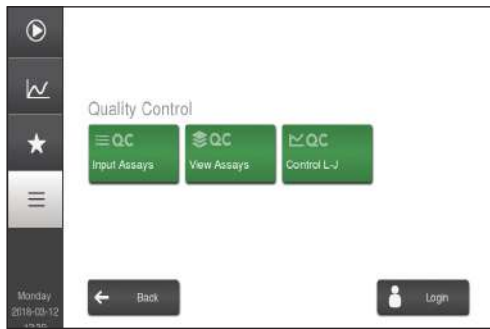 Quality Control
QC
Input Assays
QC
View Assays
QC
Control L-J
Monday
2018-03-12
Back
Login